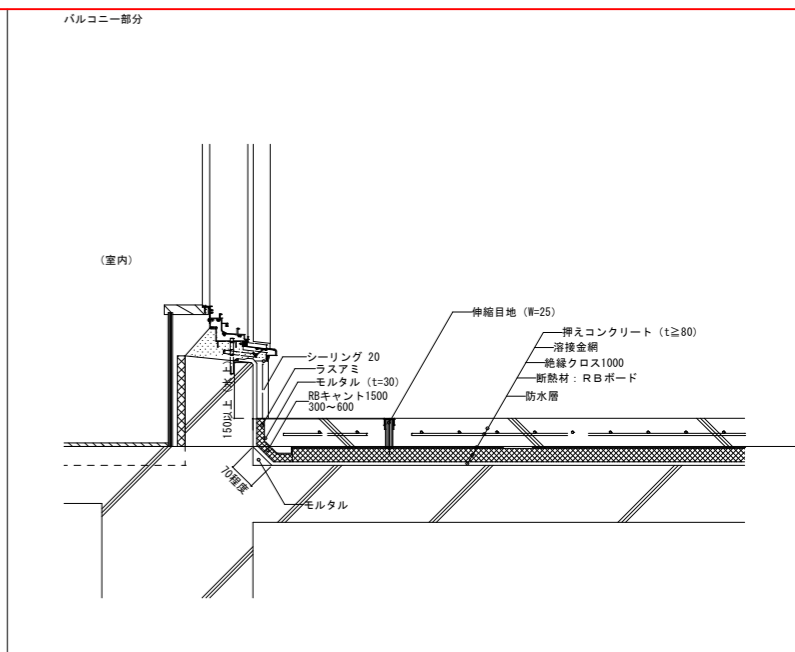 バルコニー部分
（室内）
伸縮目地（W=25）
押えコンクリート（t≧80）
溶接金網
絶縁クロス1000
断熱材：ＲＢボード
防水層
シーリング 20
ラスアミ
モルタル（t=30）
RBキャント1500
300〜600
150以上（水上）
70程度
モルタル